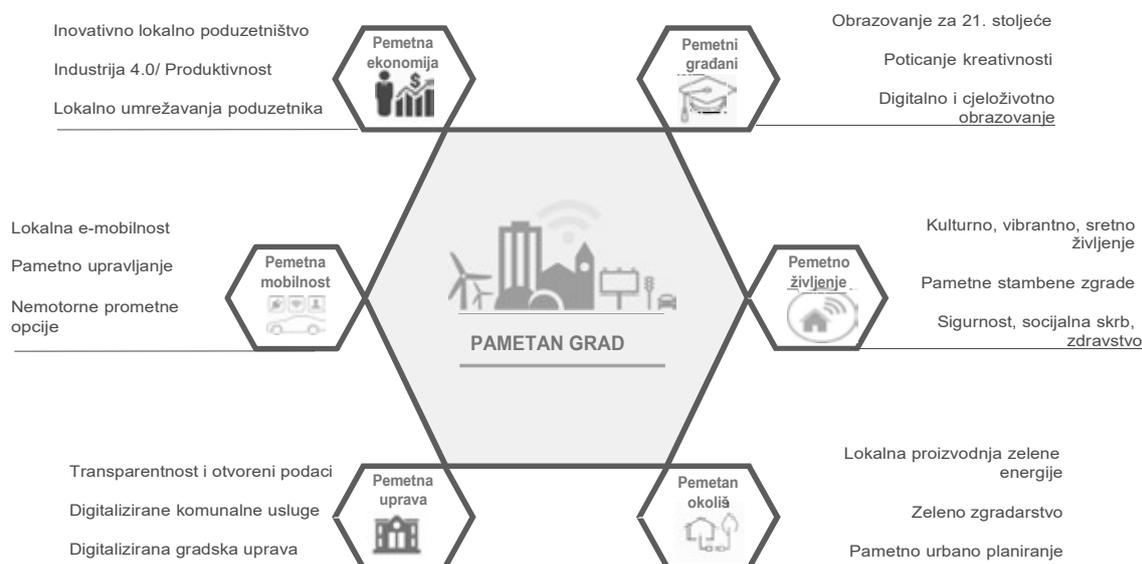 Inovativno lokalno poduzetništvo
Industrija 4.0/ Produktivnost
Lokalno umrežavanja poduzetnika
Pemetna
ekonomija
Pemetni
građani
Obrazovanje za 21. stoljeće
Poticanje kreativnosti
Digitalno i cjeloživotno
obrazovanje
Lokalna e-mobilnost
Pametno upravljanje
Nemotorne prometne
opcije
Pemetna
mobilnost
PAMETAN GRAD
Pemetno
življenje
Kulturno, vibrantno, sretno
življenje
Pametne stambene zgrade
Sigurnost, socijalna skrb,
zdravstvo
Transparentnost i otvoreni podaci
Digitalizirane komunalne usluge
Digitalizirana gradska uprava
Pemetna
uprava
Pemetan
okoliš
Lokalna proizvodnja zelene
energije
Zeleno zgradarstvo
Pametno urbano planiranje